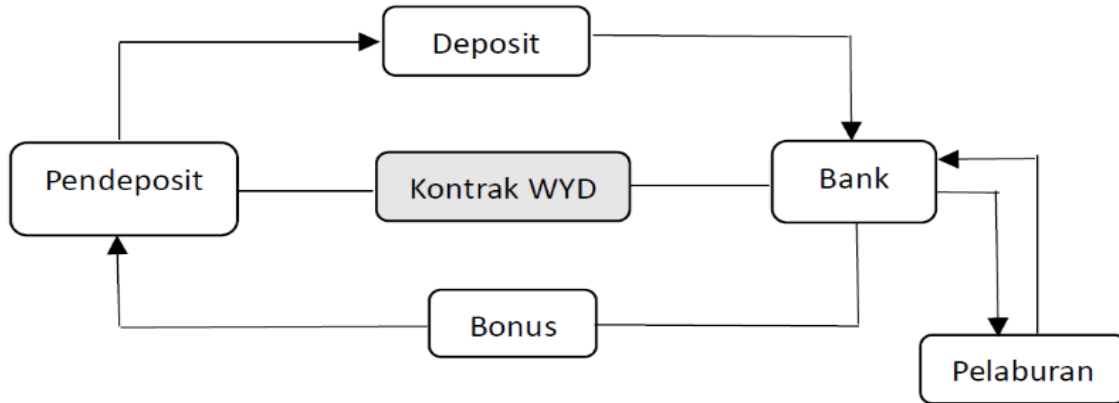 Deposit
Pendeposit
Kontrak WYD
Bank
Bonus
Pelaburan